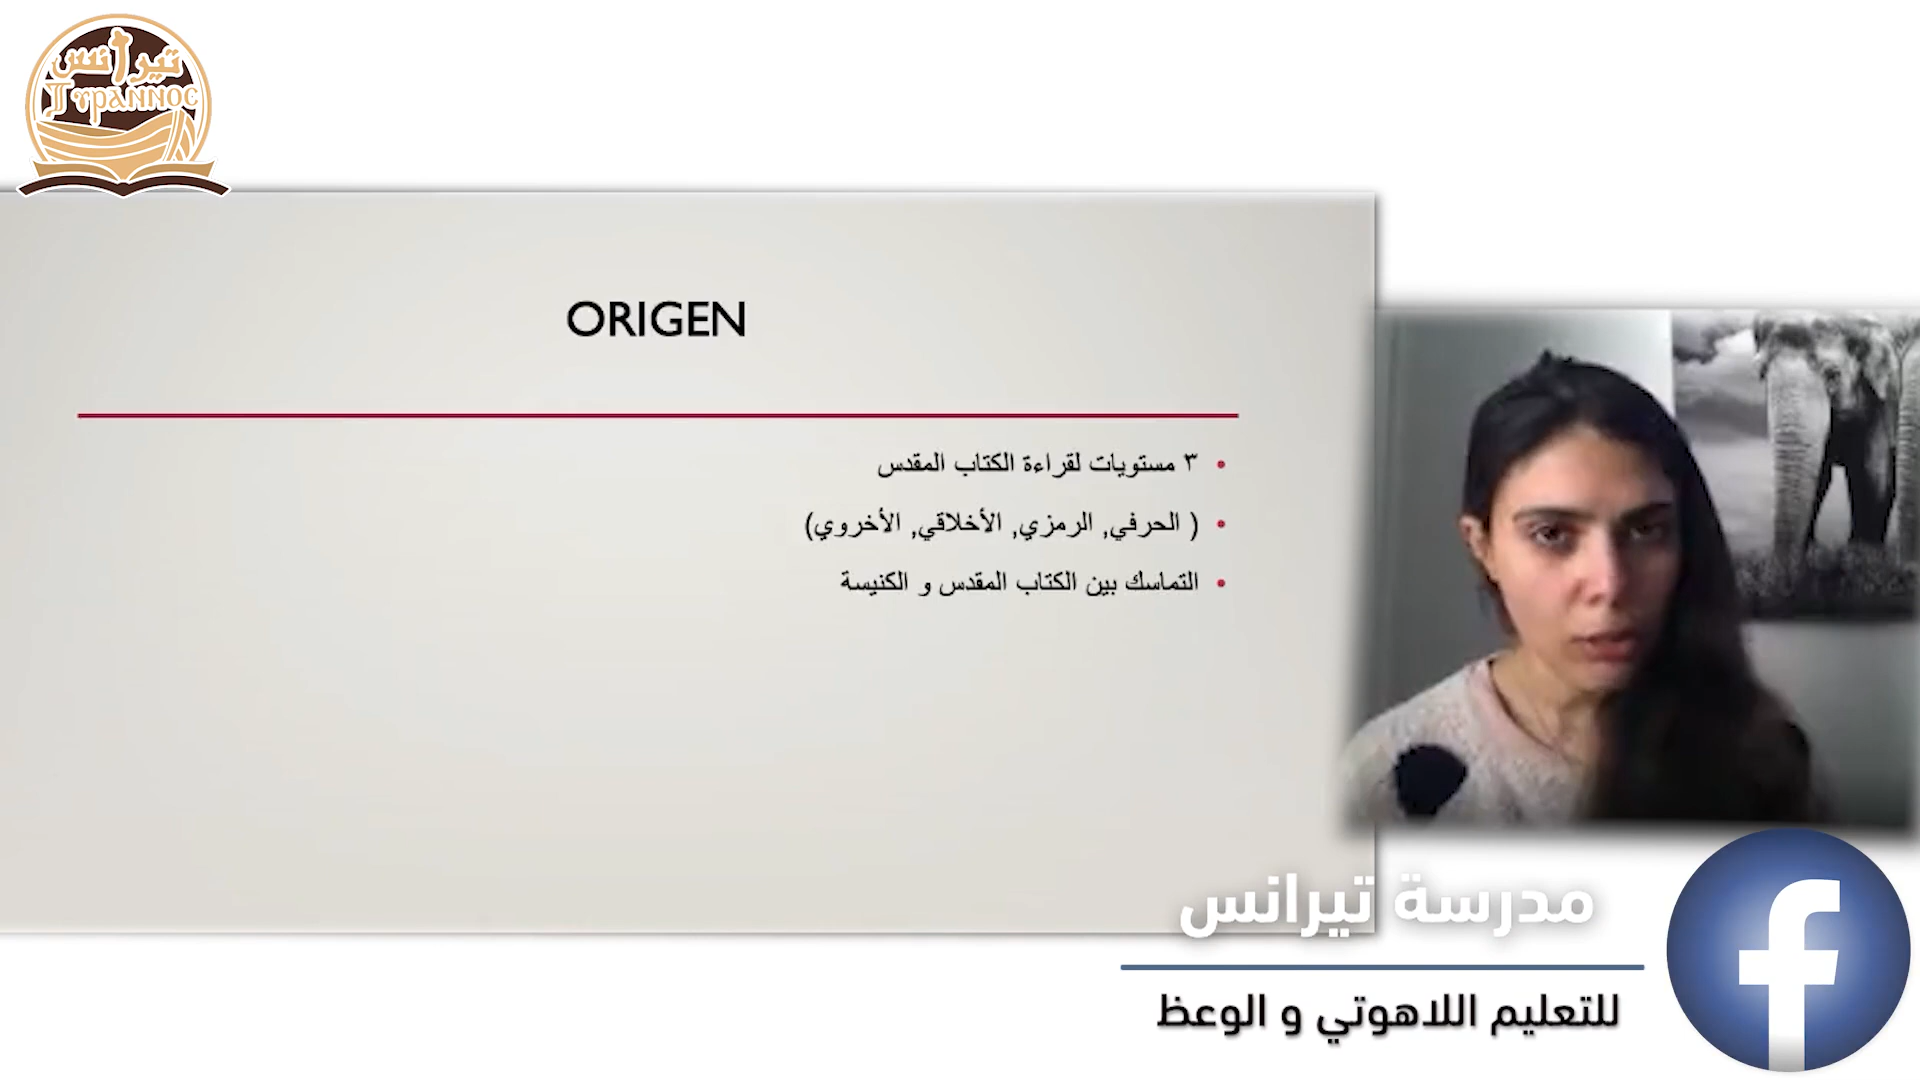 تيرانس
Tγραννος
ORIGEN
• ٣ مستويات لقراءة الكتاب المقدس
• ( الحرفي, الرمزي, الأخلاقي, الأخروي)
• التماسك بين الكتاب المقدس و الكنيسة
مدرسة تيرانس
للتعليم اللاهوتي و الوعظ